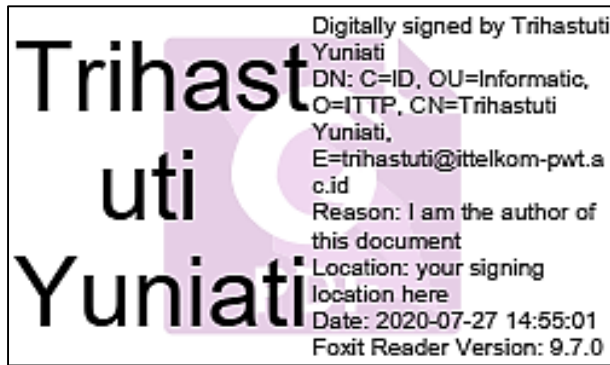 Trihast
uti
Yuniati
Digitally signed by Trihastuti
Yuniati
DN: C=ID, OU=Informatic,
O=ITTP, CN=Trihastuti
Yuniati,
E=trihastuti@ittelkom-pwt.a
c.id
Reason: I am the author of
this document
Location: your signing
location here
Date: 2020-07-27 14:55:01
Foxit Reader Version: 9.7.0
PDF